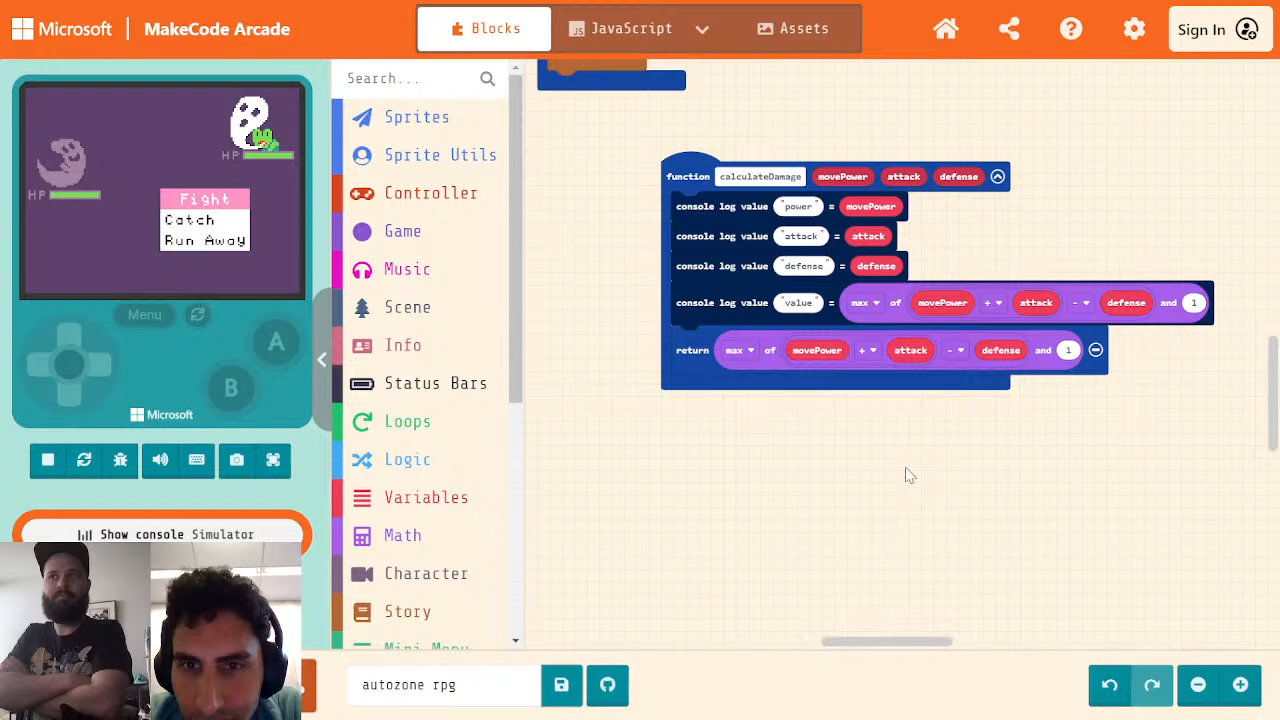 Microsoft
MakeCode Arcade
Blocks
JavaScript
Assets
Sign In
HP
HP
Fight
Catch
Run Away
Menu
A
B
Microsoft
Show console Simulator
Search...
Sprites
Sprite Utils
Controller
Game
Music
Scene
Info
Status Bars
Loops
Logic
Variables
Math
Character
Story
Mini Menu
function calculateDamage movePower attack defense
console log value "power" = movePower
console log value "attack" = attack
console log value "defense" = defense
console log value "value" = max of movePower + attack - defense and 1
return max of movePower + attack - defense and 1
autozone rpg